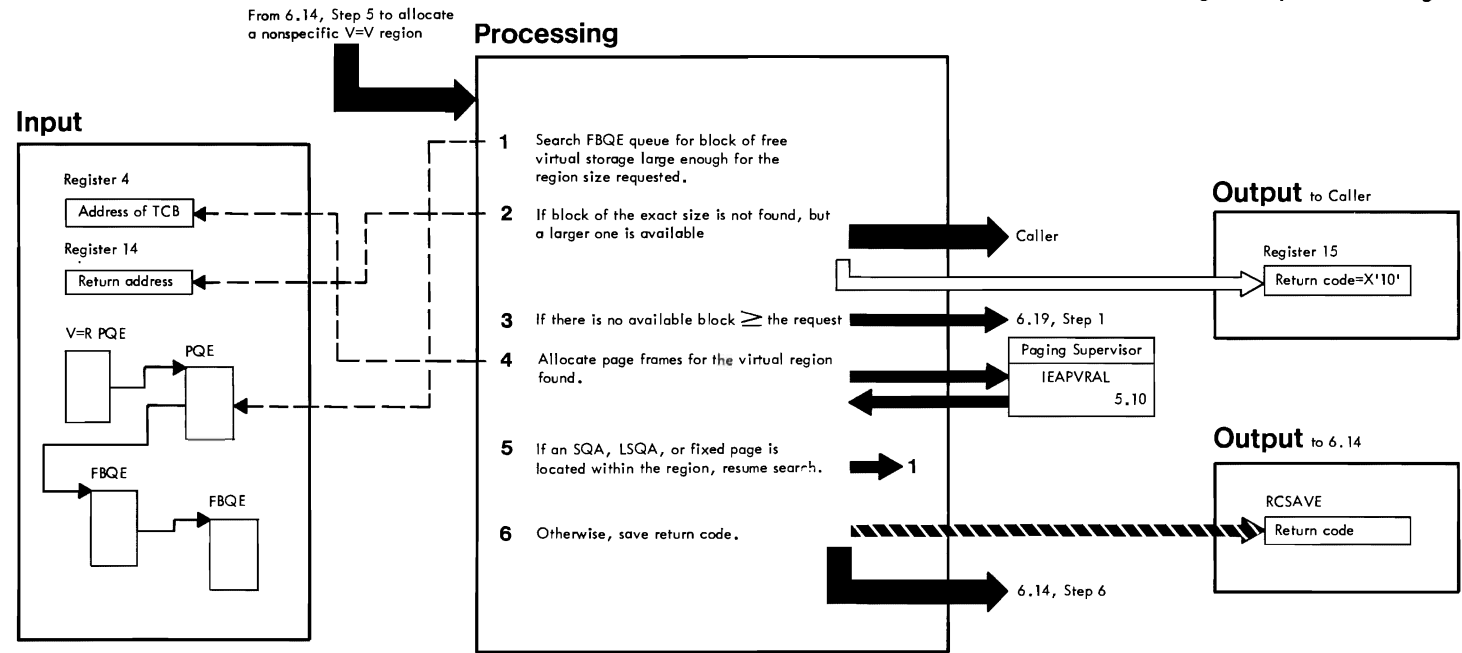 From 6.14, Step 5 to allocate
a nonspecific V=V region
Processing
Input
Register 4
Address of TCB
Register 14
Return address
V=R PQE
PQE
FBQE
FBQE
1 Search FBQE queue for block of free
virtual storage large enough for the
region size requested.
2 If block of the exact size is not found, but
a larger one is available
Caller
3 If there is no available block ≥ the request
6.19, Step 1
4 Allocate page frames for the virtual region
found.
Paging Supervisor
IEAPVRAL
5.10
5 If an SQA, LSQA, or fixed page is
located within the region, resume search.
1
6 Otherwise, save return code.
6.14, Step 6
Output to Caller
Register 15
Return code=X'10'
Output to 6.14
RCSAVE
Return code